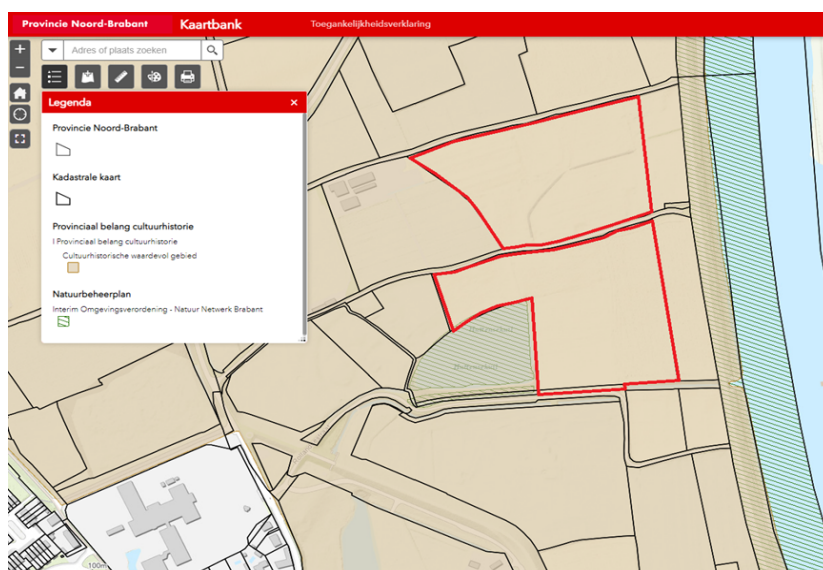 Provincie Noord-Brabant Kaartbank Toegankelijkheidsverklaring
Adres of plaats zoeken
Legenda
Provincie Noord-Brabant
Kadastrale kaart
Provinciaal belang cultuurhistorie
l Provinciaal belang cultuurhistorie
Cultuurhistorische waardevol gebied
Natuurbeheerplan
Interim Omgevingsverordening - Natuur Netwerk Brabant
100m